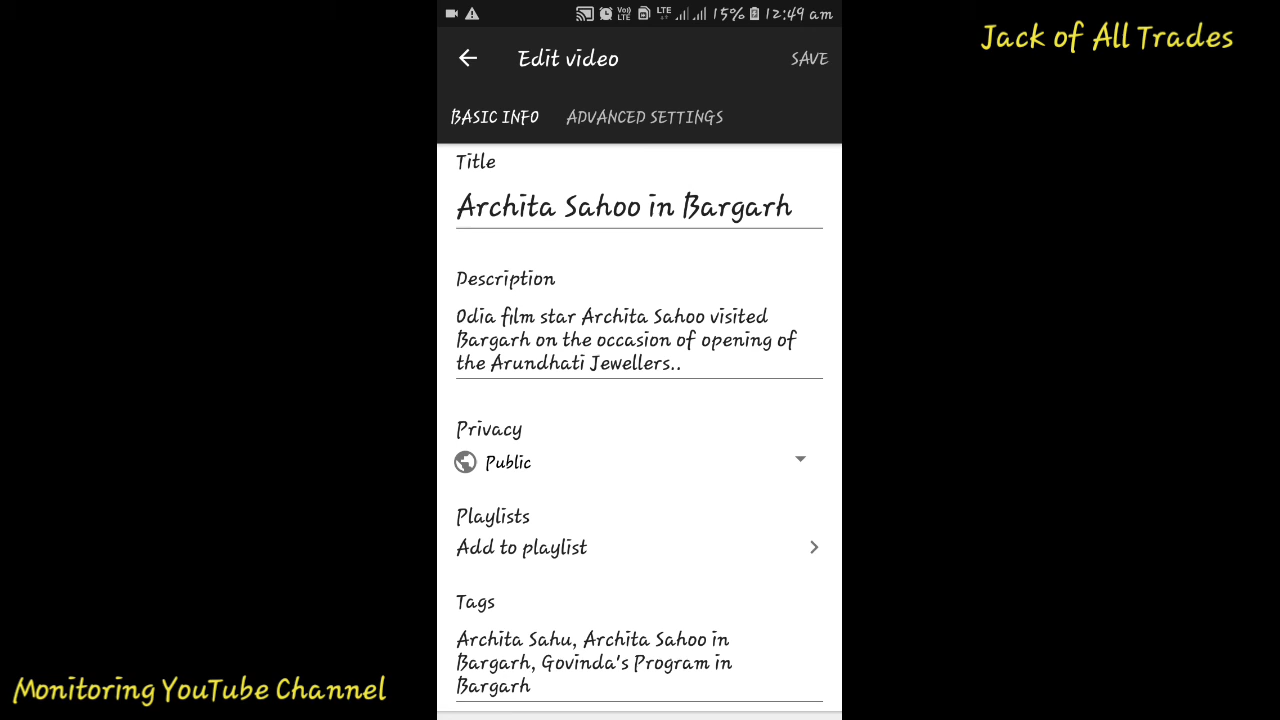 VoD LTE LTE 15% 12:49 am
Jack of All Trades
Edit video SAVE
BASIC INFO ADVANCED SETTINGS
Title
Archita Sahoo in Bargarh
Description
Odia film star Archita Sahoo visited
Bargarh on the occasion of opening of
the Arundhati Jewellers..
Privacy
Public
Playlists
Add to playlist
Tags
Archita Sahu, Archita Sahoo in
Bargarh, Govinda's Program in
Bargarh
Monitoring YouTube Channel